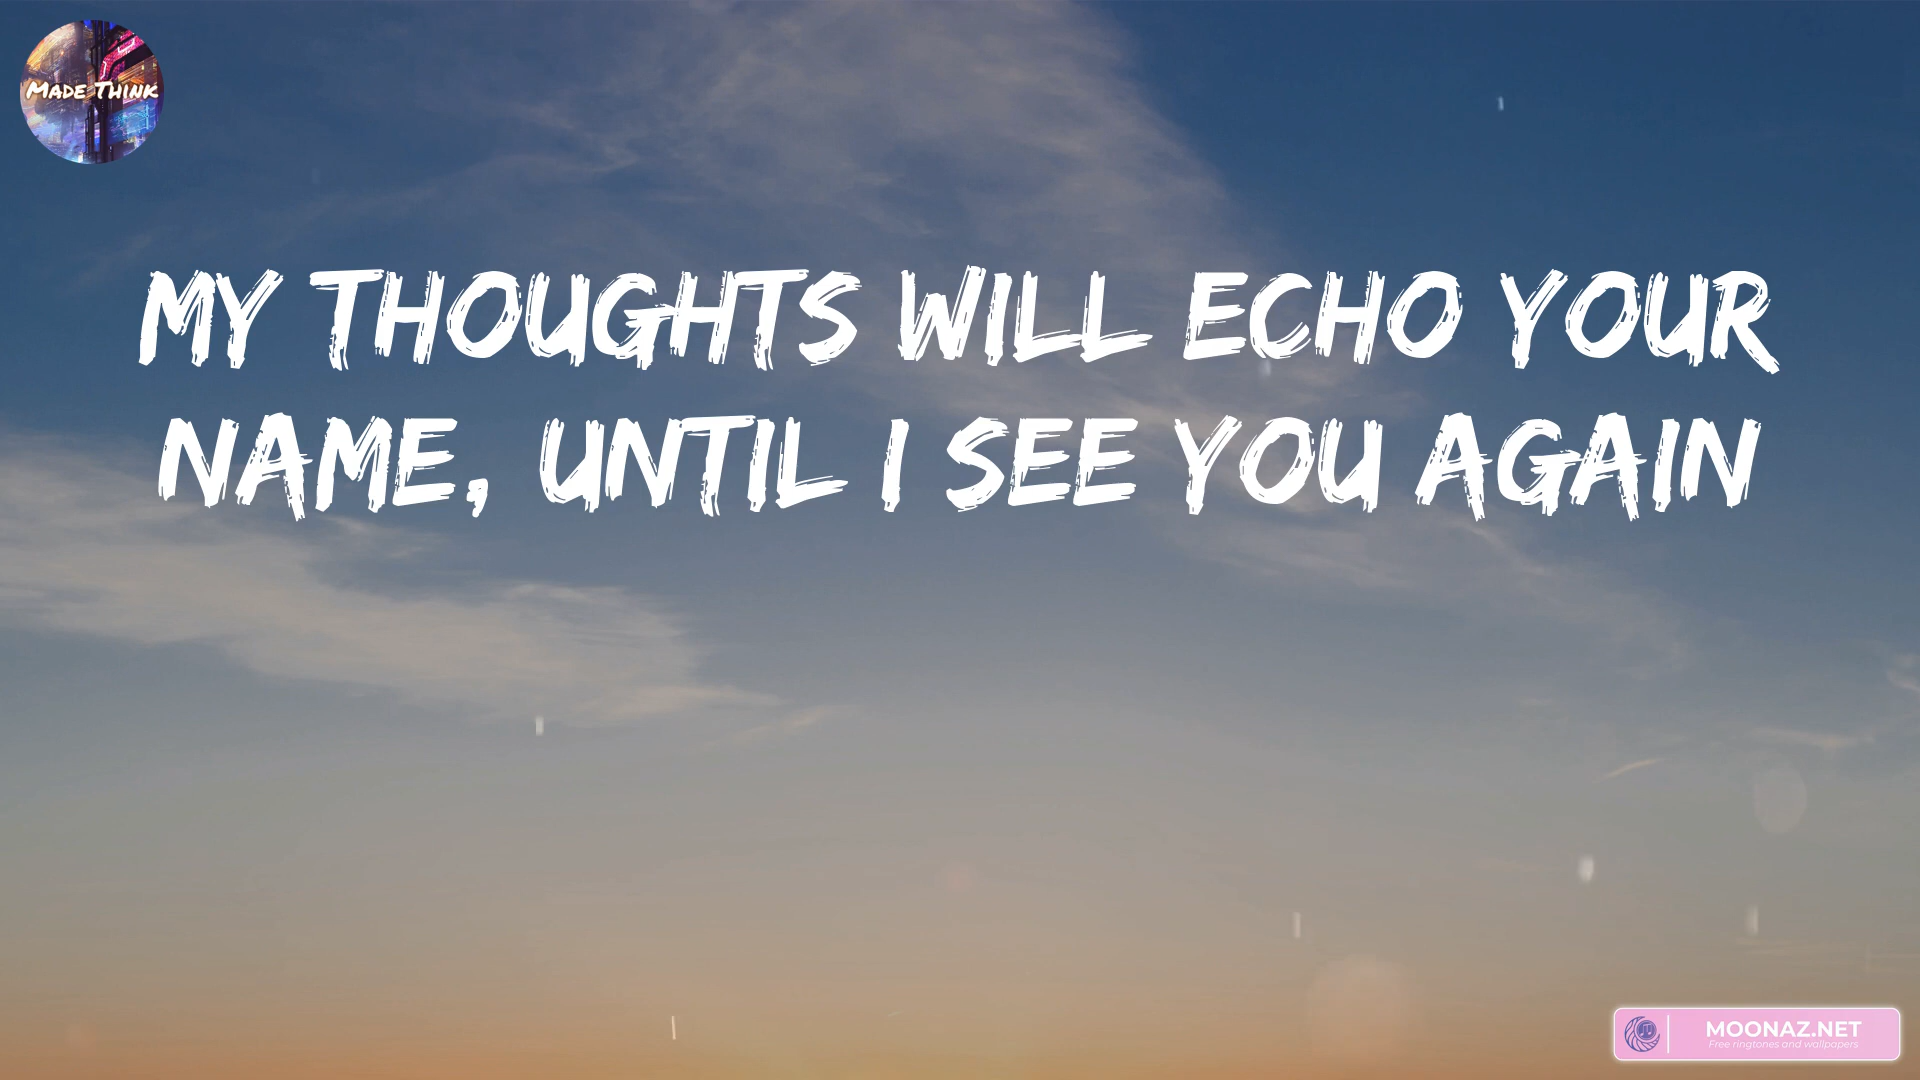 Made Think
MY THOUGHTS WILL ECHO YOUR
NAME, UNTIL I SEE YOU AGAIN
MOONAZ.NET
Free ringtones and wallpapers